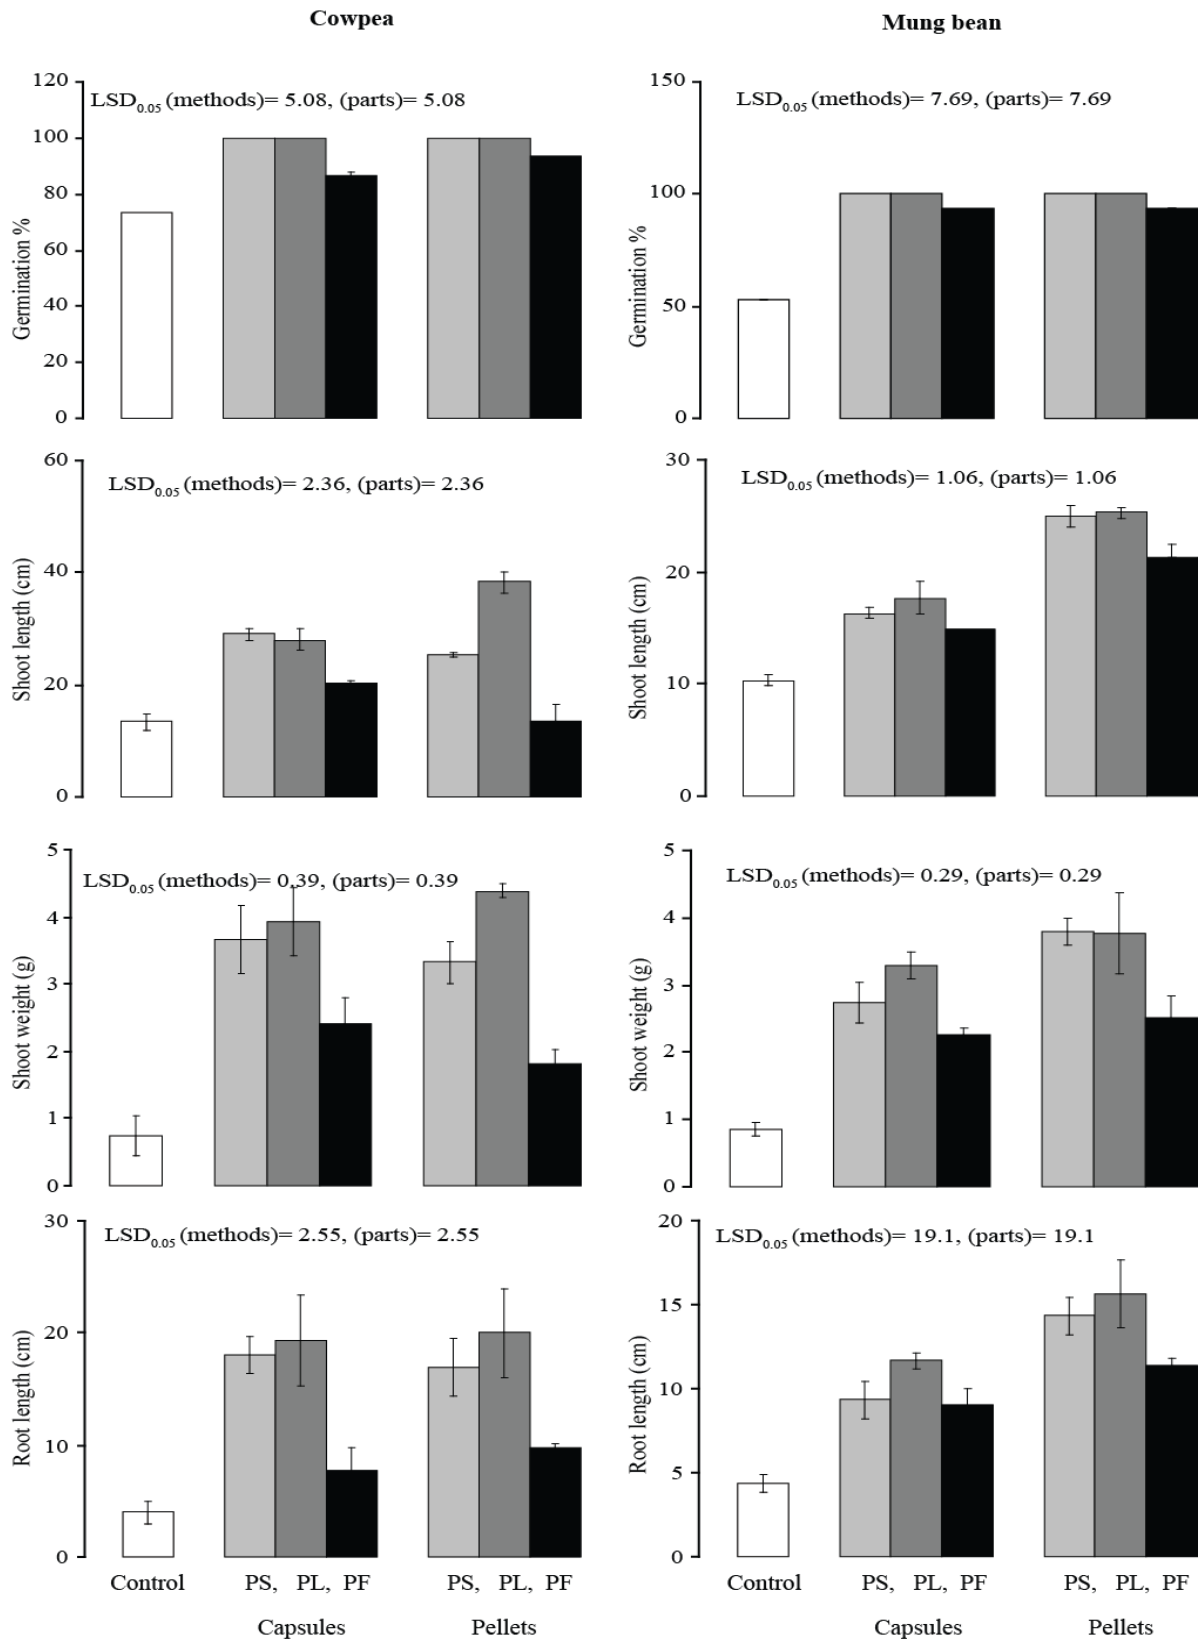 Cowpea
Mung bean
120
100
80
60
40
20
0
Germination %
LSD0.05 (methods)= 5.08, (parts)= 5.08
150
100
50
0
Germination %
LSD0.05 (methods)= 7.69, (parts)= 7.69
60
40
20
0
Shoot length (cm)
LSD0.05 (methods)= 2.36, (parts)= 2.36
30
20
10
0
Shoot length (cm)
LSD0.05 (methods)= 1.06, (parts)= 1.06
5
4
3
2
1
0
Shoot weight (g)
LSD0.05 (methods)= 0.39, (parts)= 0.39
5
4
3
2
1
0
Shoot weight (g)
LSD0.05 (methods)= 0.29, (parts)= 0.29
30
20
10
0
Root length (cm)
LSD0.05 (methods)= 2.55, (parts)= 2.55
20
15
10
5
0
Root length (cm)
LSD0.05 (methods)= 19.1, (parts)= 19.1
Control PS, PL, PF PS, PL, PF
Capsules Pellets
Control PS, PL, PF PS, PL, PF
Capsules Pellets